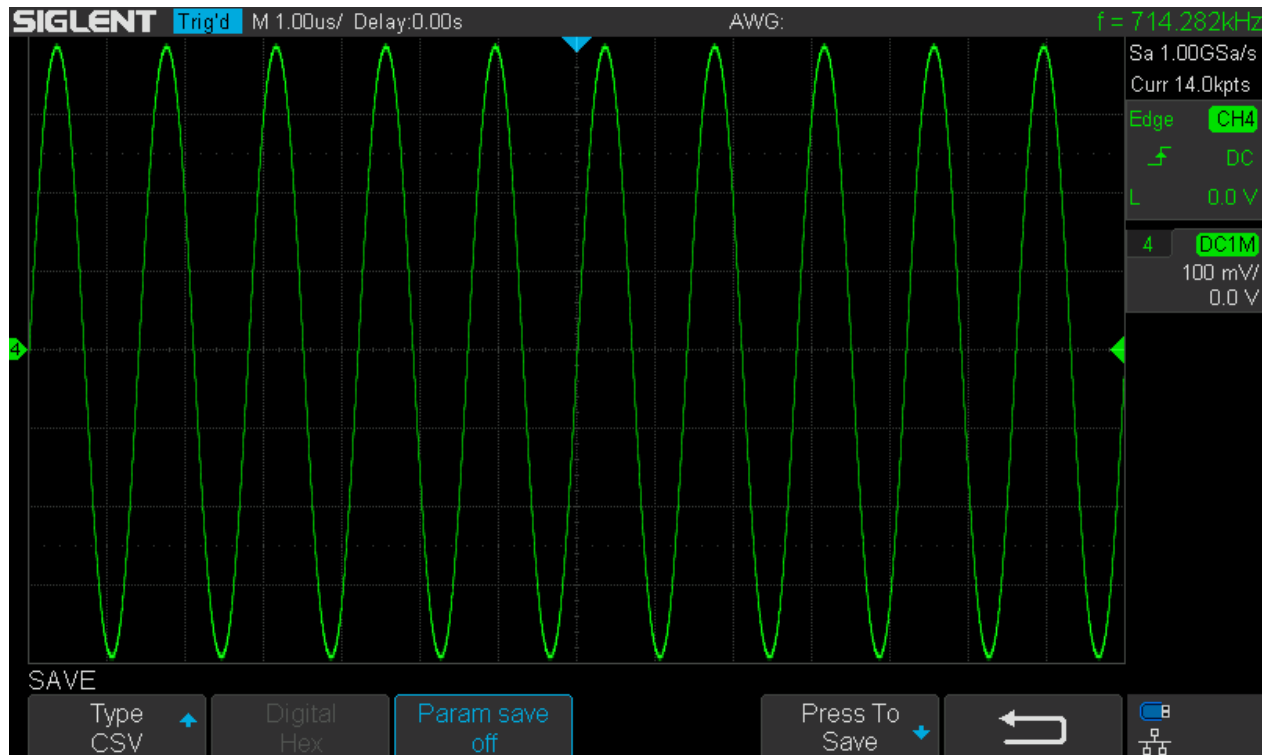 SIGLENT Trig'd M 1.00us/ Delay:0.00s AWG: f = 714.282kHz
Sa 1.00GSa/s
Curr 14.0kpts
Edge CH4
DC
L 0.0 V
4 DC1M
100 mV/
0.0 V
4
SAVE
Type
CSV
Digital
Hex
Param save
off
Press To
Save